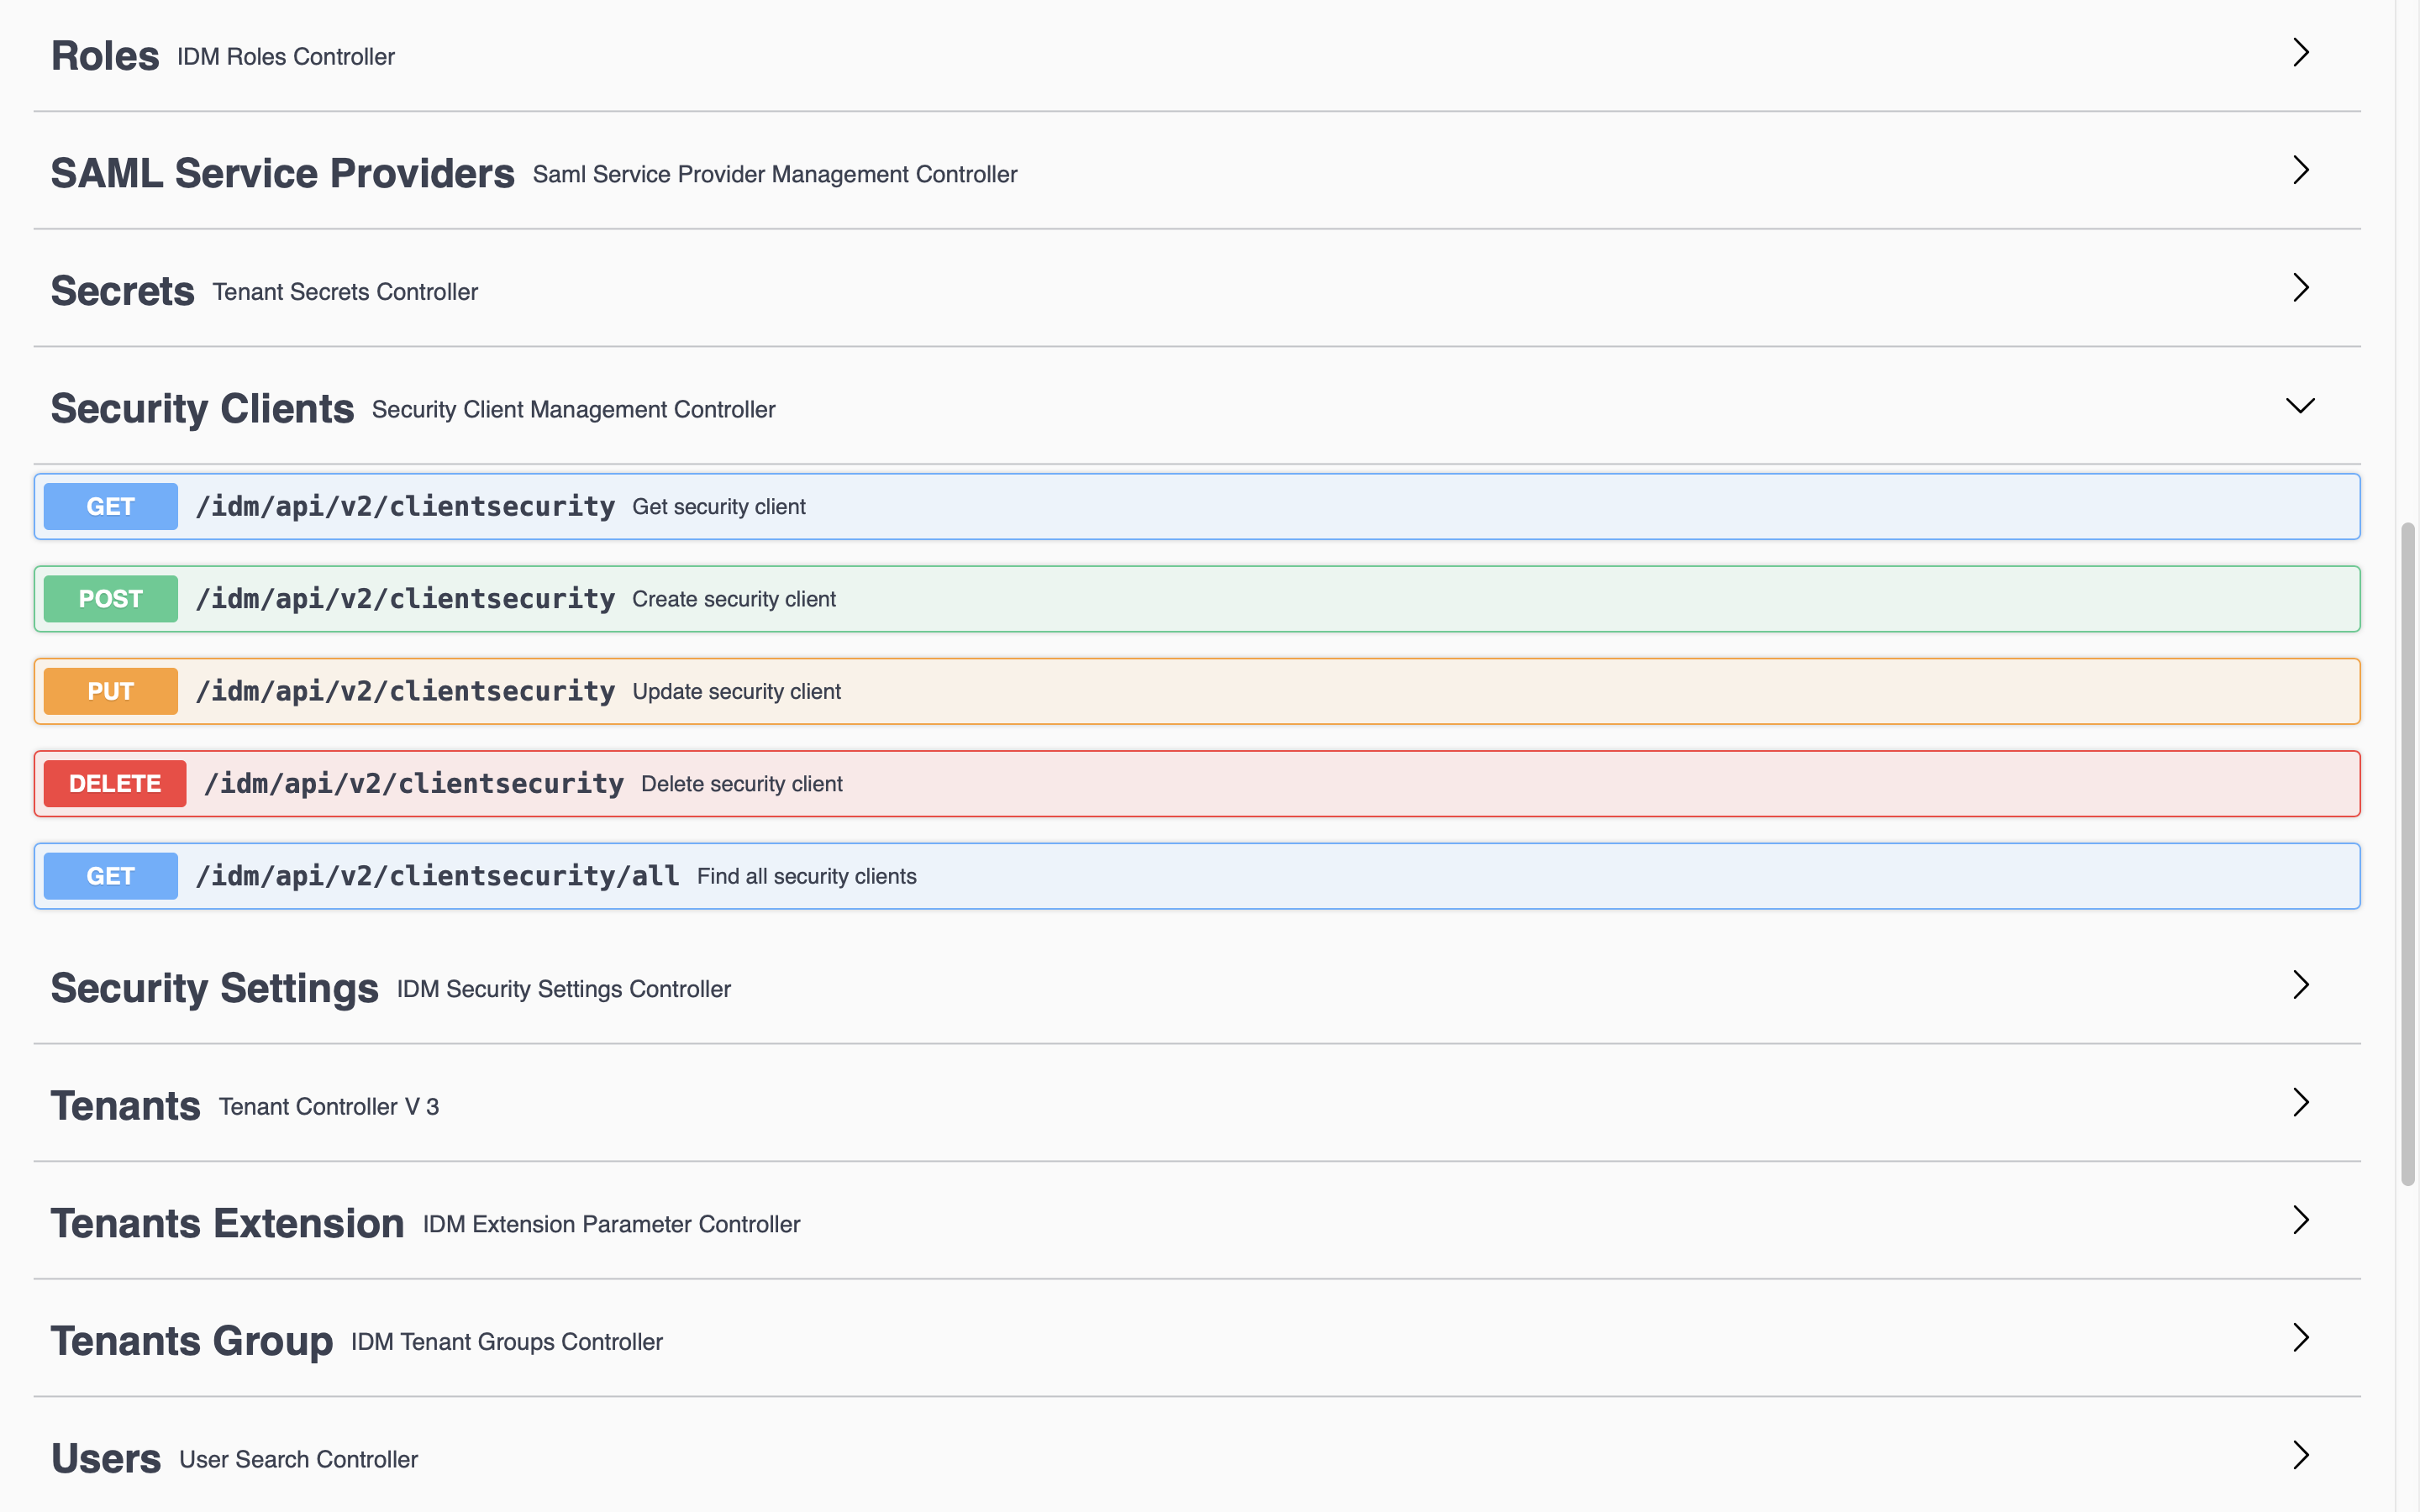 Roles IDM Roles Controller
SAML Service Providers Saml Service Provider Management Controller
Secrets Tenant Secrets Controller
Security Clients Security Client Management Controller
GET /idm/api/v2/clientsecurity Get security client
POST /idm/api/v2/clientsecurity Create security client
PUT /idm/api/v2/clientsecurity Update security client
DELETE /idm/api/v2/clientsecurity Delete security client
GET /idm/api/v2/clientsecurity/all Find all security clients
Security Settings IDM Security Settings Controller
Tenants Tenant Controller V 3
Tenants Extension IDM Extension Parameter Controller
Tenants Group IDM Tenant Groups Controller
Users User Search Controller